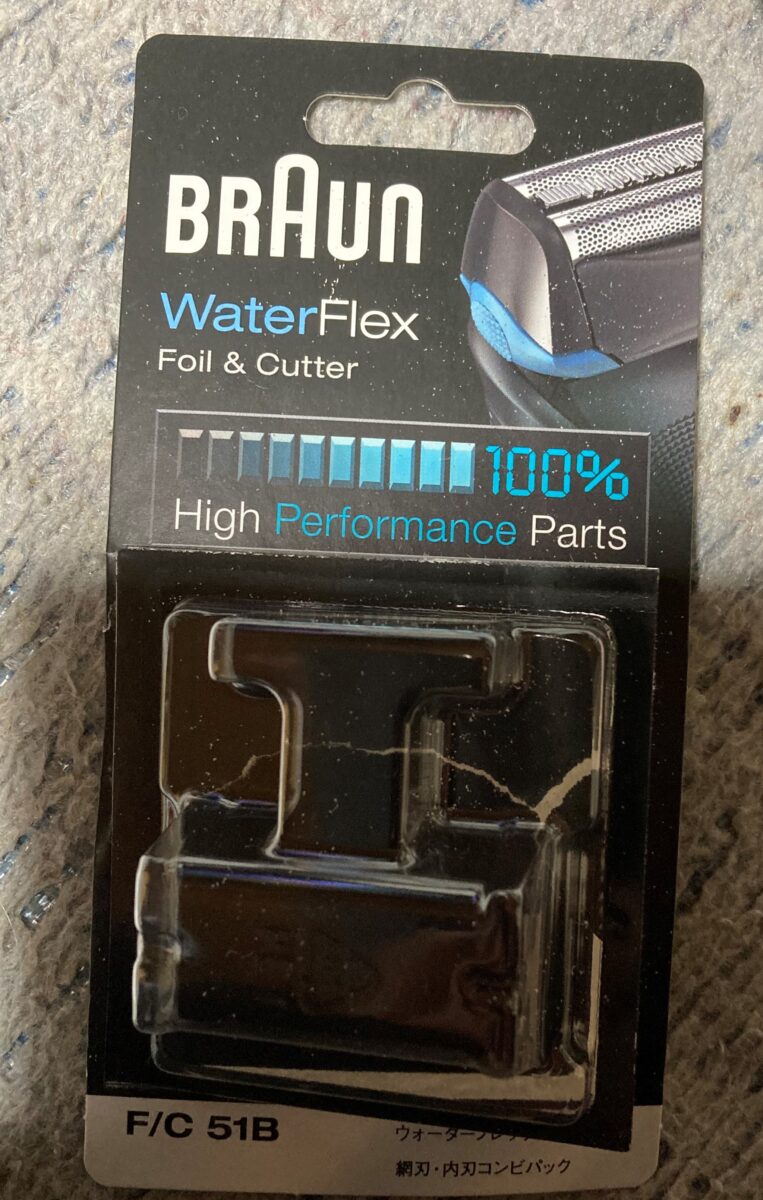 BRAUN
WaterFlex
Foil & Cutter
100%
High Performance Parts
F/C 51B
網刃・内刃コンビパック